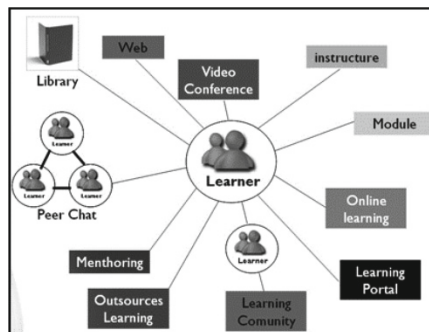 Web
instructure
Video
Conference
Library
Module
Learner
Learner
Learner
Learner
Peer Chat
Online
learning
Learner
Menthoring
Learning
Portal
Outsources
Learning
Learning
Comunity